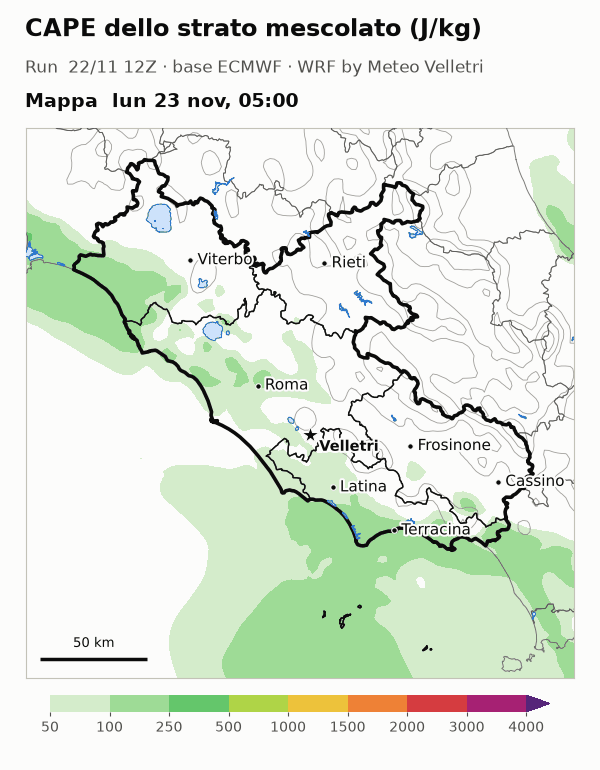 CAPE dello strato mescolato (J/kg)
Run 22/11 12Z · base ECMWF · WRF by Meteo Velletri
Mappa lun 23 nov, 05:00
Viterbo
Rieti
Roma
Velletri
Frosinone
Cassino
Latina
Terracina
50 km
50 100 250 500 1000 1500 2000 3000 4000